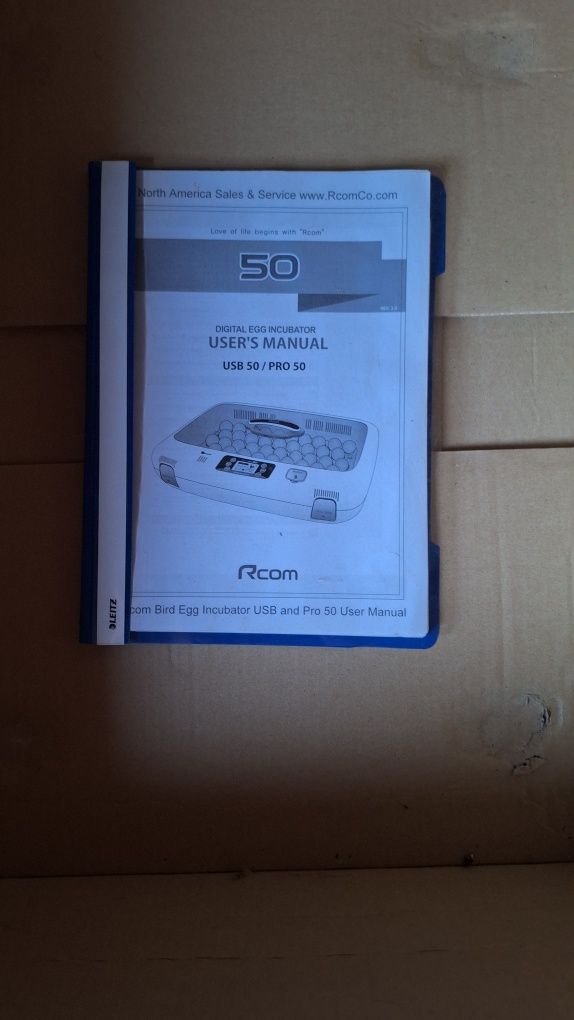 North America Sales & Service www.RcomCo.com
Love of life begins with "Rcom"
50
DIGITAL EGG INCUBATOR
USER'S MANUAL
USB 50 / PRO 50
Rcom
com Bird Egg Incubator USB and Pro 50 User Manual
LEITZ